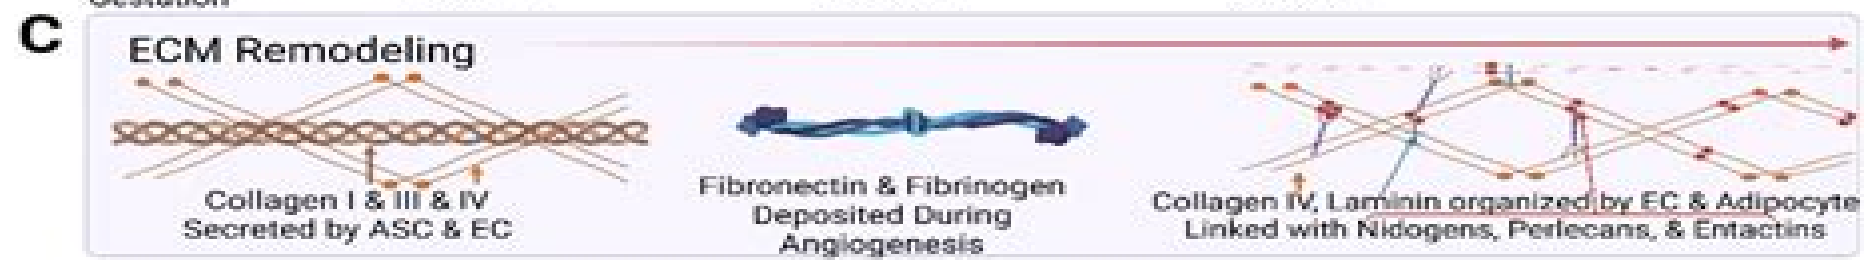 Gestation
C
ECM Remodeling
Collagen I & III & IV
Secreted by ASC & EC
Fibronectin & Fibrinogen
Deposited During
Angiogenesis
Collagen IV, Laminin organized by EC & Adipocyte
Linked with Nidogens, Perlecans, & Entactins